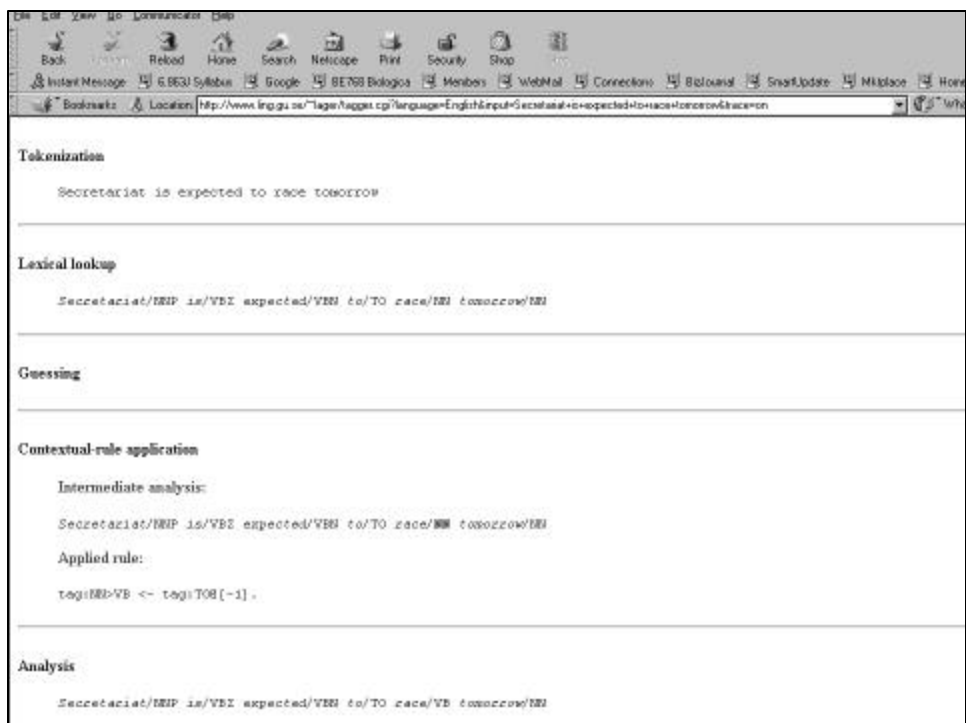 File Edit View Go Communicator Help
Back Reload Home Search Netscape Print Security Shop
Instant Message 6.863J Syllabus Google BE768 Biologica Members WebMail Connections BizJournal SmartUpdate Mktplace Home
Bookmarks Location: http://www.ling.gu.se/~lager/tagger.cgi?language=English&input=Secretariat+is+expected+to+race+tomorrow&trace=on
Tokenization
Secretariat is expected to race tomorrow
Lexical lookup
Secretariat/NNP is/VBZ expected/VBN to/TO race/NN tomorrow/NN
Guessing
Contextual-rule application
Intermediate analysis:
Secretariat/NNP is/VBZ expected/VBN to/TO race/NN tomorrow/NN
Applied rule:
tag:NN>VB <- tag:TO@[-1].
Analysis
Secretariat/NNP is/VBZ expected/VBN to/TO race/VB tomorrow/NN